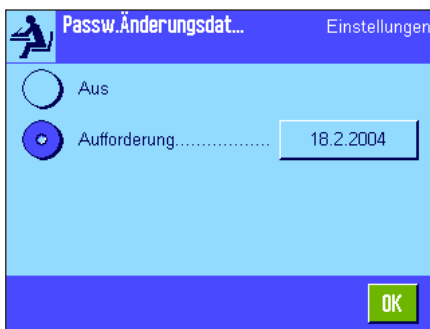 Passw.Änderungsdat... Einstellungen
Aus
Aufforderung.................. 18.2.2004
OK